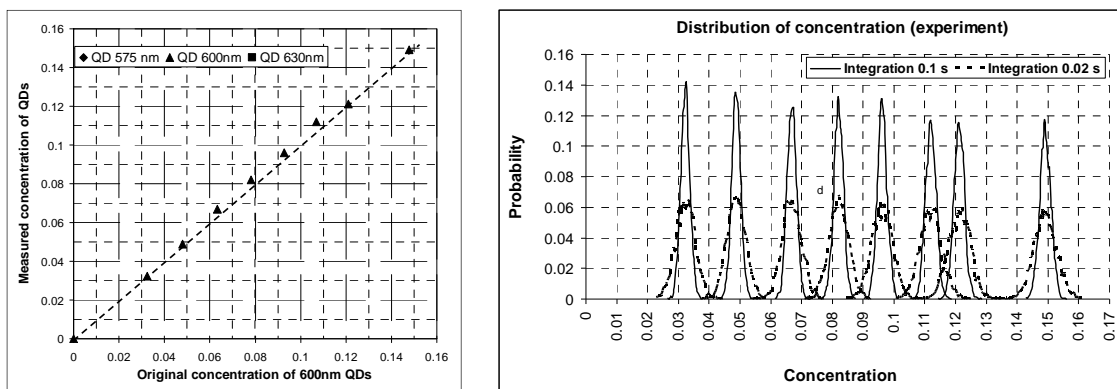 QD 575 nm QD 600nm QD 630nm
Measured concentration of QDs
0.16
0.14
0.12
0.1
0.08
0.06
0.04
0.02
0
0 0.02 0.04 0.06 0.08 0.1 0.12 0.14 0.16
Original concentration of 600nm QDs
Distribution of concentration (experiment)
Integration 0.1 s Integration 0.02 s
Probability
0.16
0.14
0.12
0.1
0.08
0.06
0.04
0.02
0
d
0 0.01 0.02 0.03 0.04 0.05 0.06 0.07 0.08 0.09 0.1 0.11 0.12 0.13 0.14 0.15 0.16 0.17
Concentration